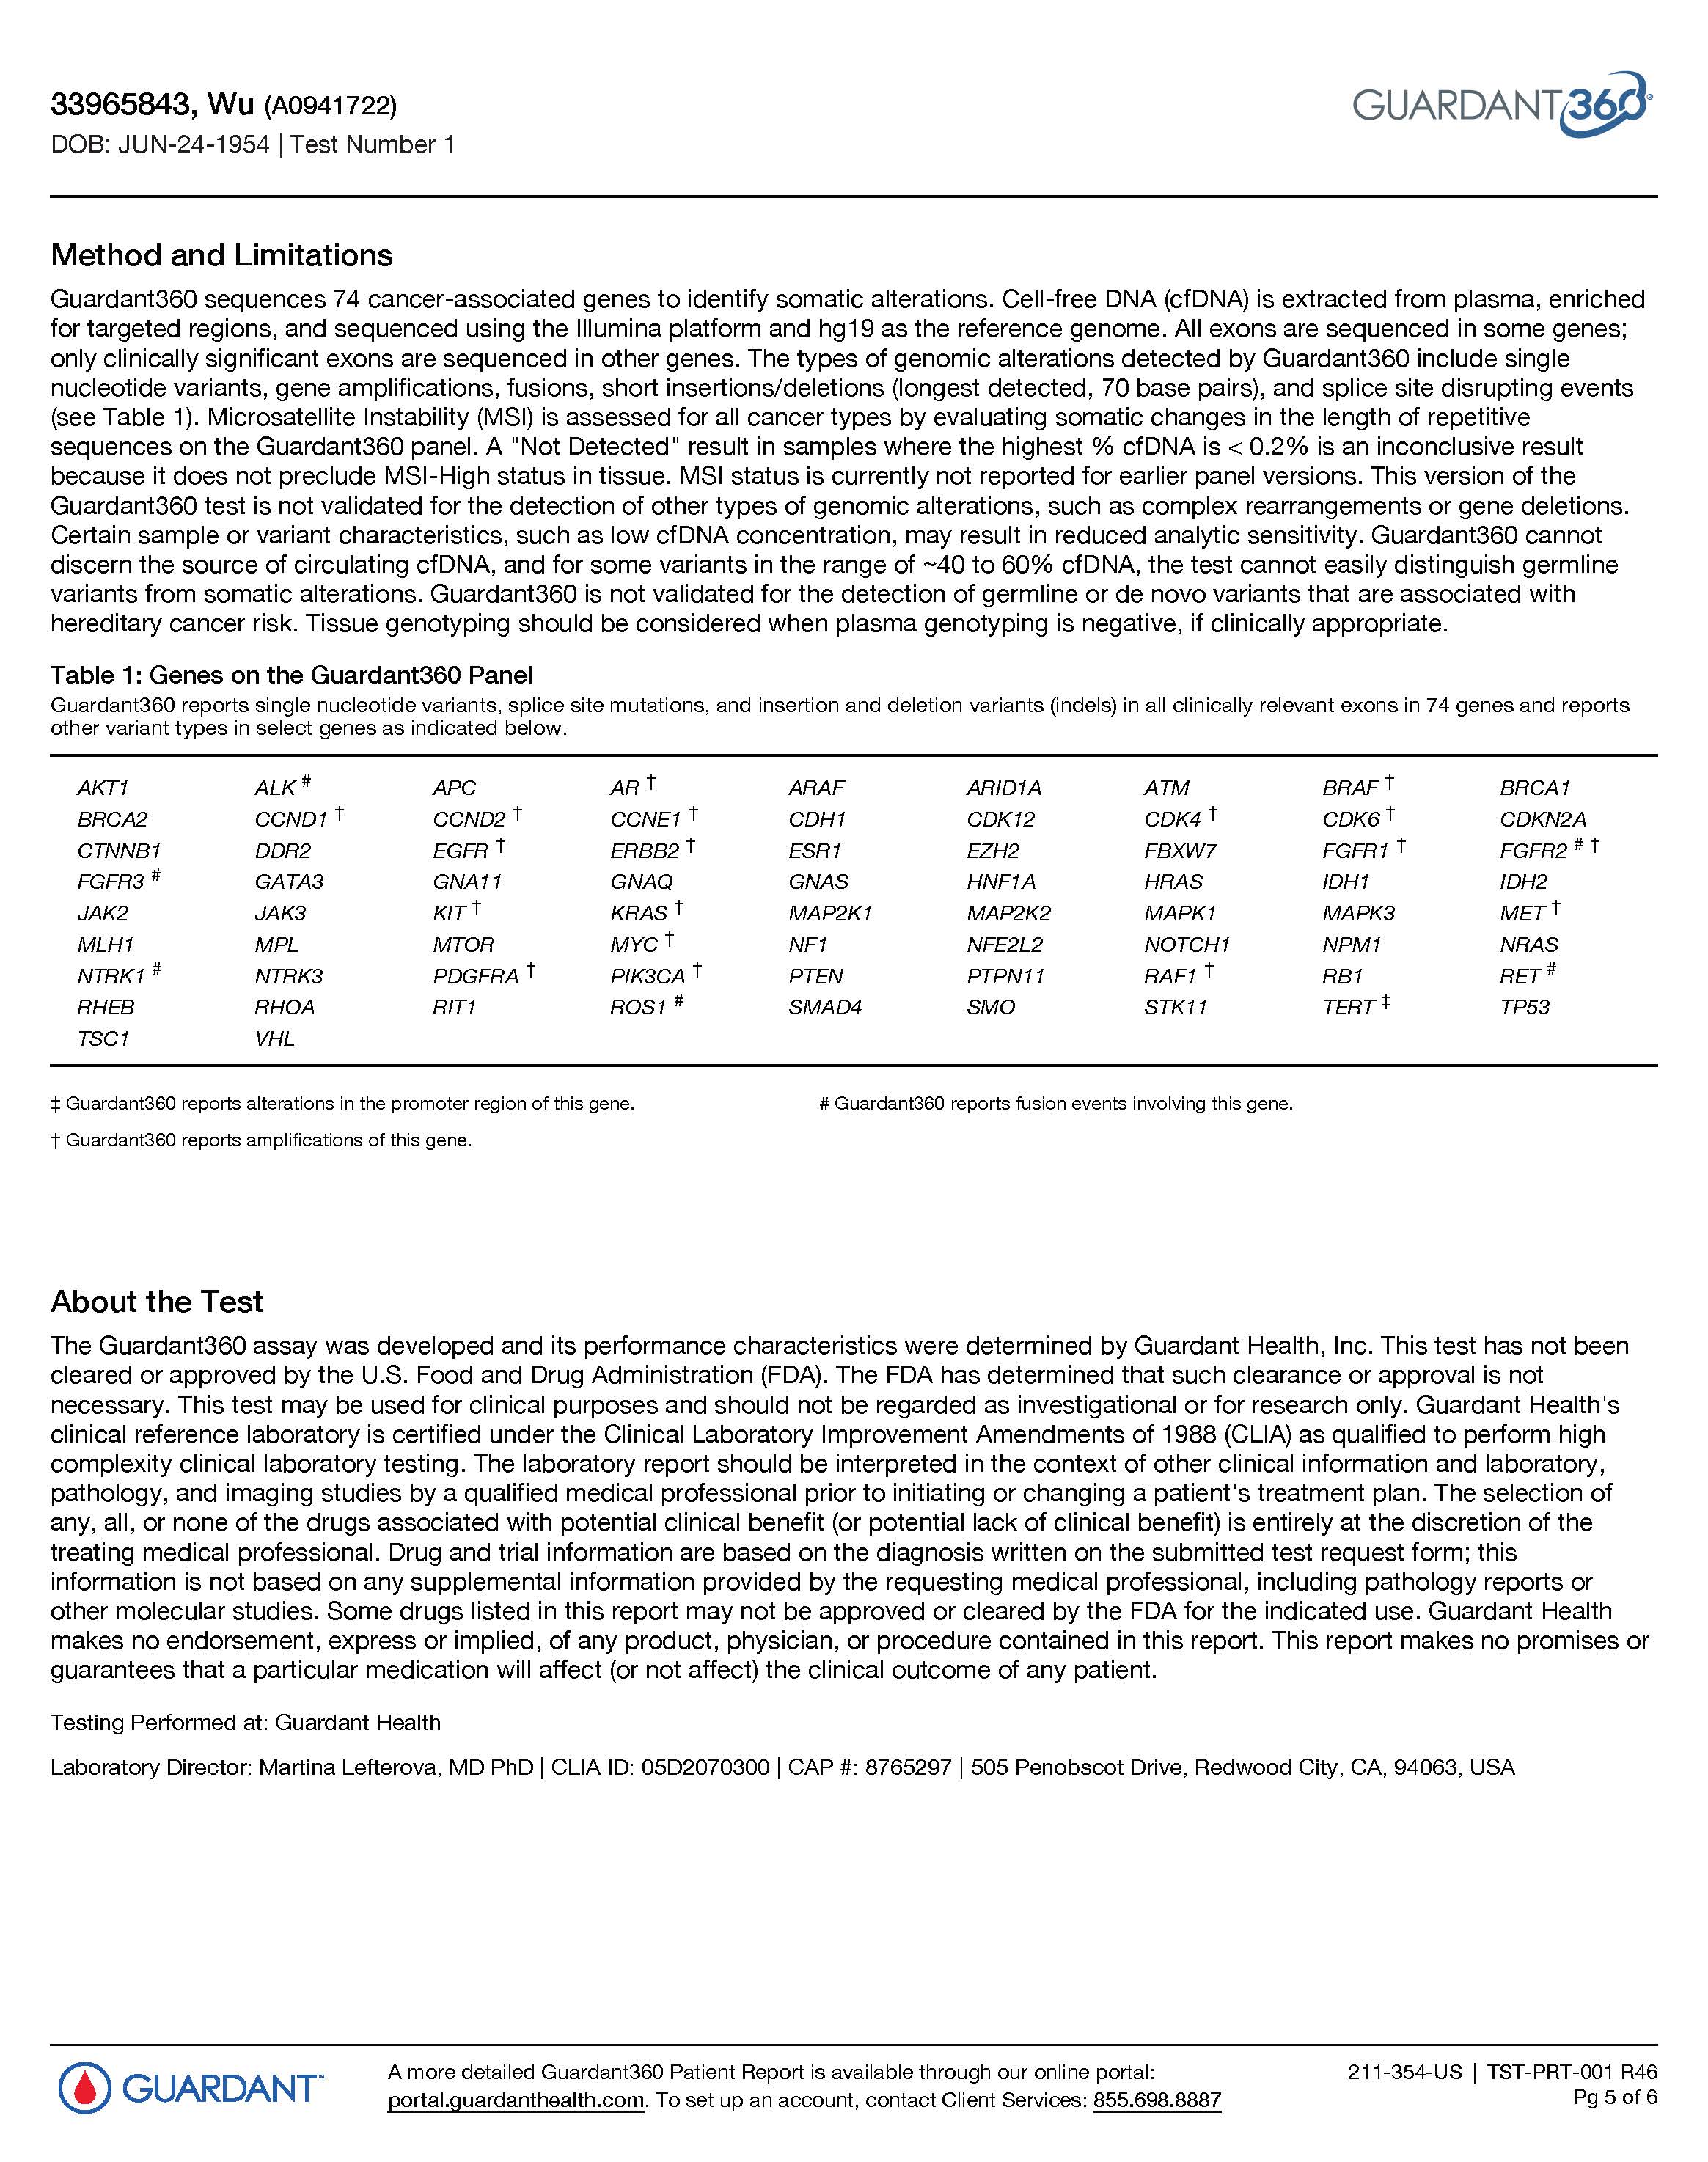 33965843, Wu (A0941722)
DOB: JUN-24-1954 | Test Number 1
GUARDANT360®
Method and Limitations
Guardant360 sequences 74 cancer-associated genes to identify somatic alterations. Cell-free DNA (cfDNA) is extracted from plasma, enriched
for targeted regions, and sequenced using the Illumina platform and hg19 as the reference genome. All exons are sequenced in some genes;
only clinically significant exons are sequenced in other genes. The types of genomic alterations detected by Guardant360 include single
nucleotide variants, gene amplifications, fusions, short insertions/deletions (longest detected, 70 base pairs), and splice site disrupting events
(see Table 1). Microsatellite Instability (MSI) is assessed for all cancer types by evaluating somatic changes in the length of repetitive
sequences on the Guardant360 panel. A "Not Detected" result in samples where the highest % cfDNA is < 0.2% is an inconclusive result
because it does not preclude MSI-High status in tissue. MSI status is currently not reported for earlier panel versions. This version of the
Guardant360 test is not validated for the detection of other types of genomic alterations, such as complex rearrangements or gene deletions.
Certain sample or variant characteristics, such as low cfDNA concentration, may result in reduced analytic sensitivity. Guardant360 cannot
discern the source of circulating cfDNA, and for some variants in the range of ~40 to 60% cfDNA, the test cannot easily distinguish germline
variants from somatic alterations. Guardant360 is not validated for the detection of germline or de novo variants that are associated with
hereditary cancer risk. Tissue genotyping should be considered when plasma genotyping is negative, if clinically appropriate.
Table 1: Genes on the Guardant360 Panel
Guardant360 reports single nucleotide variants, splice site mutations, and insertion and deletion variants (indels) in all clinically relevant exons in 74 genes and reports
other variant types in select genes as indicated below.
AKT1 ALK # APC AR † ARAF ARID1A ATM BRAF † BRCA1
BRCA2 CCND1 † CCND2 † CCNE1 † CDH1 CDK12 CDK4 † CDK6 † CDKN2A
CTNNB1 DDR2 EGFR † ERBB2 † ESR1 EZH2 FBXW7 FGFR1 † FGFR2 # †
FGFR3 # GATA3 GNA11 GNAQ GNAS HNF1A HRAS IDH1 IDH2
JAK2 JAK3 KIT † KRAS † MAP2K1 MAP2K2 MAPK1 MAPK3 MET †
MLH1 MPL MTOR MYC † NF1 NFE2L2 NOTCH1 NPM1 NRAS
NTRK1 # NTRK3 PDGFRA † PIK3CA † PTEN PTPN11 RAF1 † RB1 RET #
RHEB RHOA RIT1 ROS1 # SMAD4 SMO STK11 TERT ‡ TP53
TSC1 VHL
‡ Guardant360 reports alterations in the promoter region of this gene. # Guardant360 reports fusion events involving this gene.
† Guardant360 reports amplifications of this gene.
About the Test
The Guardant360 assay was developed and its performance characteristics were determined by Guardant Health, Inc. This test has not been
cleared or approved by the U.S. Food and Drug Administration (FDA). The FDA has determined that such clearance or approval is not
necessary. This test may be used for clinical purposes and should not be regarded as investigational or for research only. Guardant Health's
clinical reference laboratory is certified under the Clinical Laboratory Improvement Amendments of 1988 (CLIA) as qualified to perform high
complexity clinical laboratory testing. The laboratory report should be interpreted in the context of other clinical information and laboratory,
pathology, and imaging studies by a qualified medical professional prior to initiating or changing a patient's treatment plan. The selection of
any, all, or none of the drugs associated with potential clinical benefit (or potential lack of clinical benefit) is entirely at the discretion of the
treating medical professional. Drug and trial information are based on the diagnosis written on the submitted test request form; this
information is not based on any supplemental information provided by the requesting medical professional, including pathology reports or
other molecular studies. Some drugs listed in this report may not be approved or cleared by the FDA for the indicated use. Guardant Health
makes no endorsement, express or implied, of any product, physician, or procedure contained in this report. This report makes no promises or
guarantees that a particular medication will affect (or not affect) the clinical outcome of any patient.
Testing Performed at: Guardant Health
Laboratory Director: Martina Lefterova, MD PhD | CLIA ID: 05D2070300 | CAP #: 8765297 | 505 Penobscot Drive, Redwood City, CA, 94063, USA
GUARDANT™
A more detailed Guardant360 Patient Report is available through our online portal:
portal.guardanthealth.com. To set up an account, contact Client Services: 855.698.8887
211-354-US | TST-PRT-001 R46
Pg 5 of 6